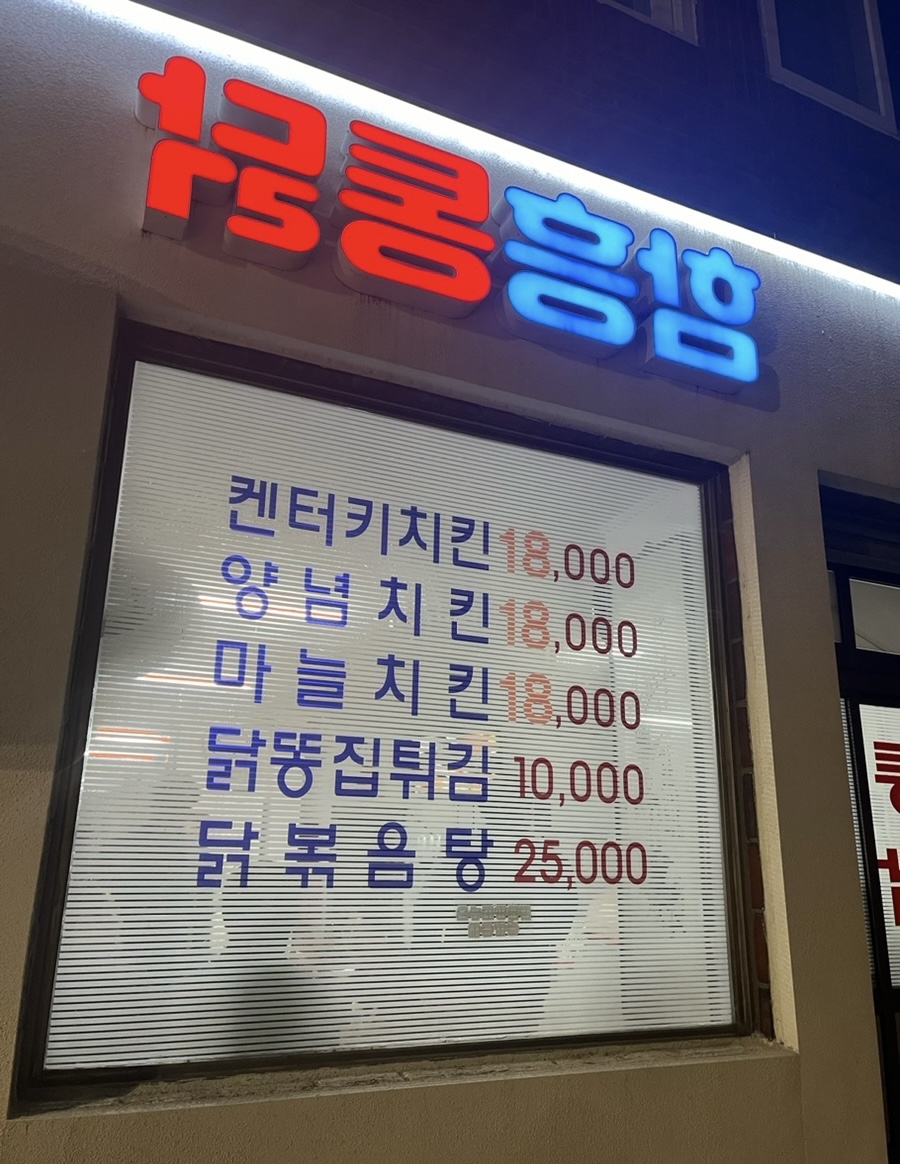 켄터키치킨 18,000
양념치킨 18,000
마늘치킨 18,000
닭똥집튀김 10,000
닭볶음탕 25,000